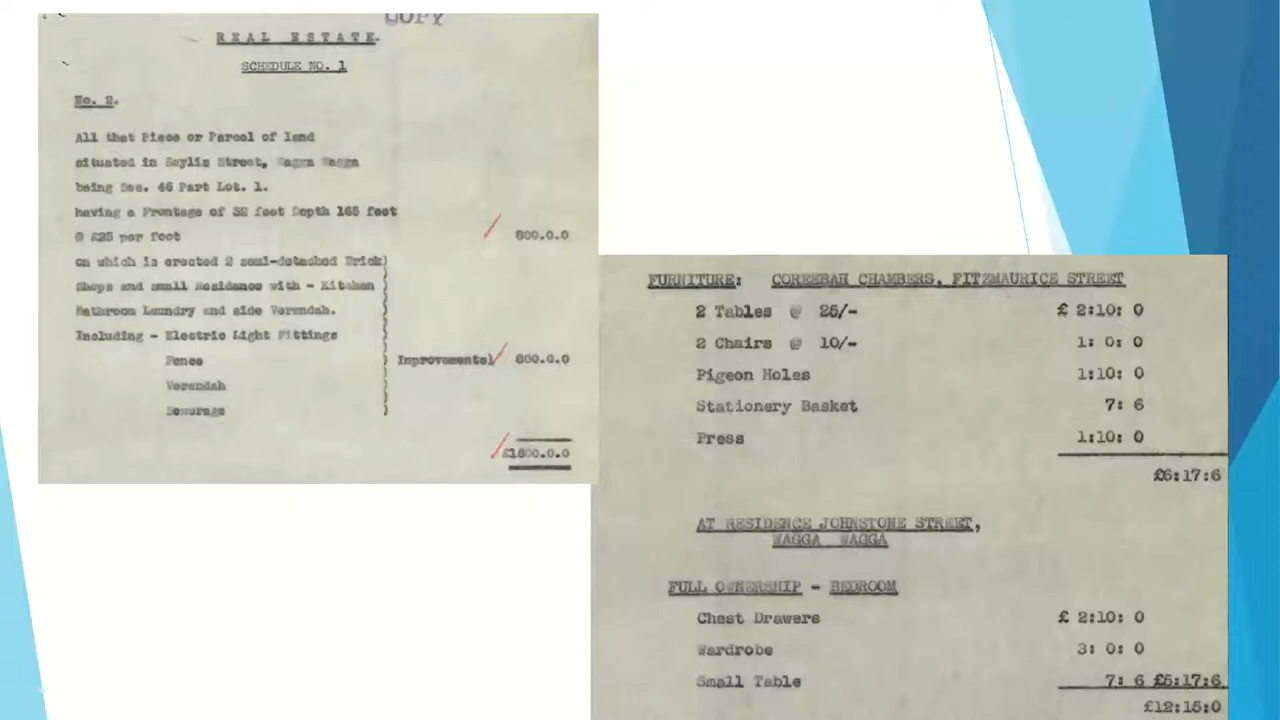 COPY
REAL ESTATE.
SCHEDULE NO. 1
No. 2.
All that Piece or Parcel of land
situated in Baylis Street, Wagga Wagga
being Sec. 46 Part Lot. 1.
having a Frontage of 32 feet Depth 165 feet
@ £25 per foot 800.0.0
on which is erected 2 semi-detached Brick)
Shops and small Residence with - Kitchen
Bathroom Laundry and side Verandah.
Including - Electric Light Fittings
Fence ) Improvements 800.0.0
Verandah
Sewerage )
£1600.0.0
FURNITURE: COREEBAH CHAMBERS, FITZMAURICE STREET
2 Tables @ 25/- £ 2:10: 0
2 Chairs @ 10/- 1: 0: 0
Pigeon Holes 1:10: 0
Stationery Basket 7: 6
Press 1:10: 0
£6:17:6
AT RESIDENCE JOHNSTONE STREET,
WAGGA WAGGA
FULL OWNERSHIP - BEDROOM
Chest Drawers £ 2:10: 0
Wardrobe 3: 0: 0
Small Table 7: 6 £5:17:6
£12:15:0